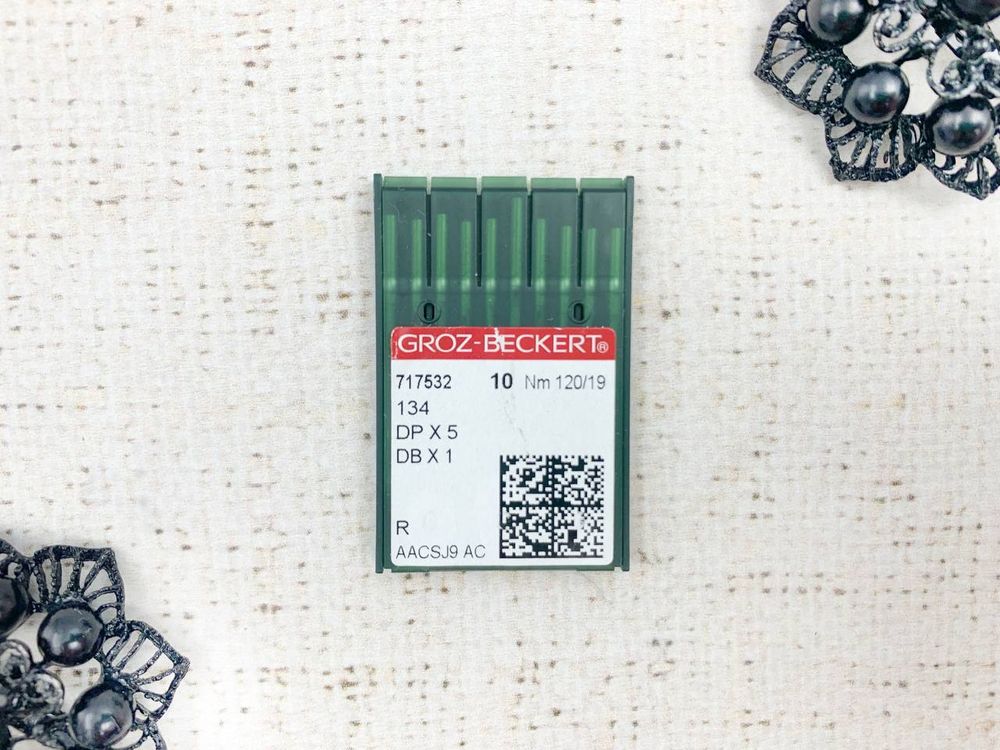 GROZ-BECKERT®
717532 10 Nm 120/19
134
DP X 5
DB X 1
R
AACSJ9 AC